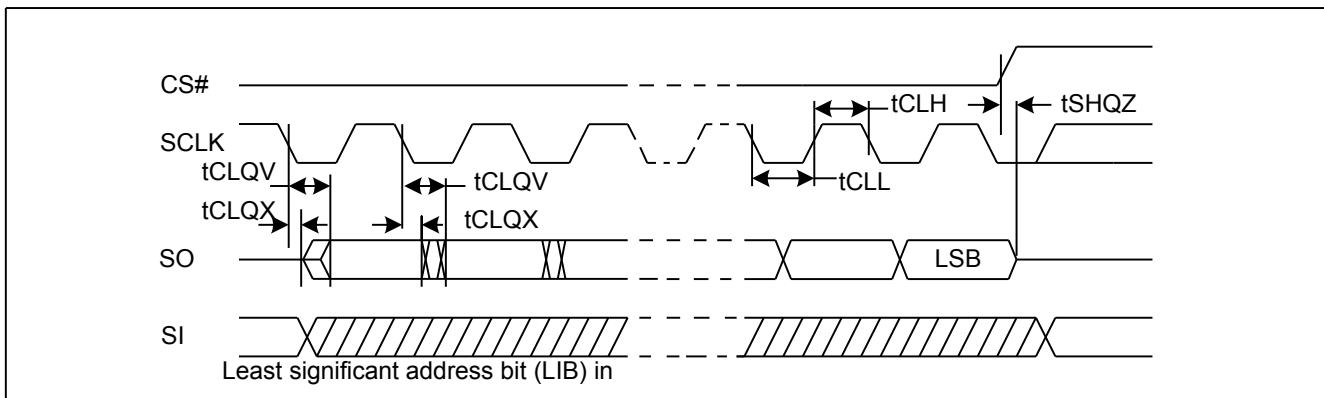 CS#
tCLH
tSHQZ
SCLK
tCLQV
tCLQV
tCLL
tCLQX
tCLQX
SO
LSB
SI
Least significant address bit (LIB) in